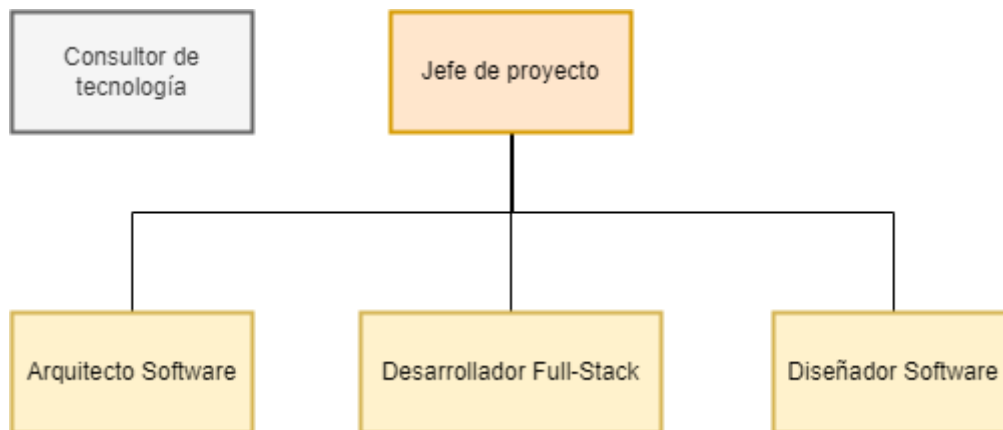 Consultor de
tecnología
Jefe de proyecto
Arquitecto Software
Desarrollador Full-Stack
Diseñador Software